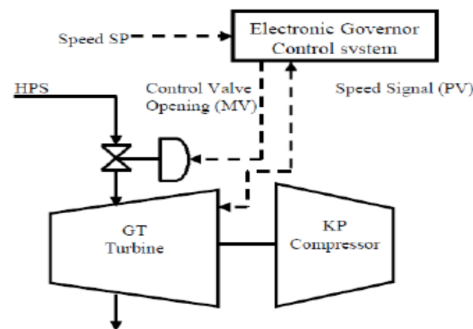 Electronic Governor
Control system
Speed SP
HPS
Control Valve
Opening (MV)
Speed Signal (PV)
GT
Turbine
KP
Compressor